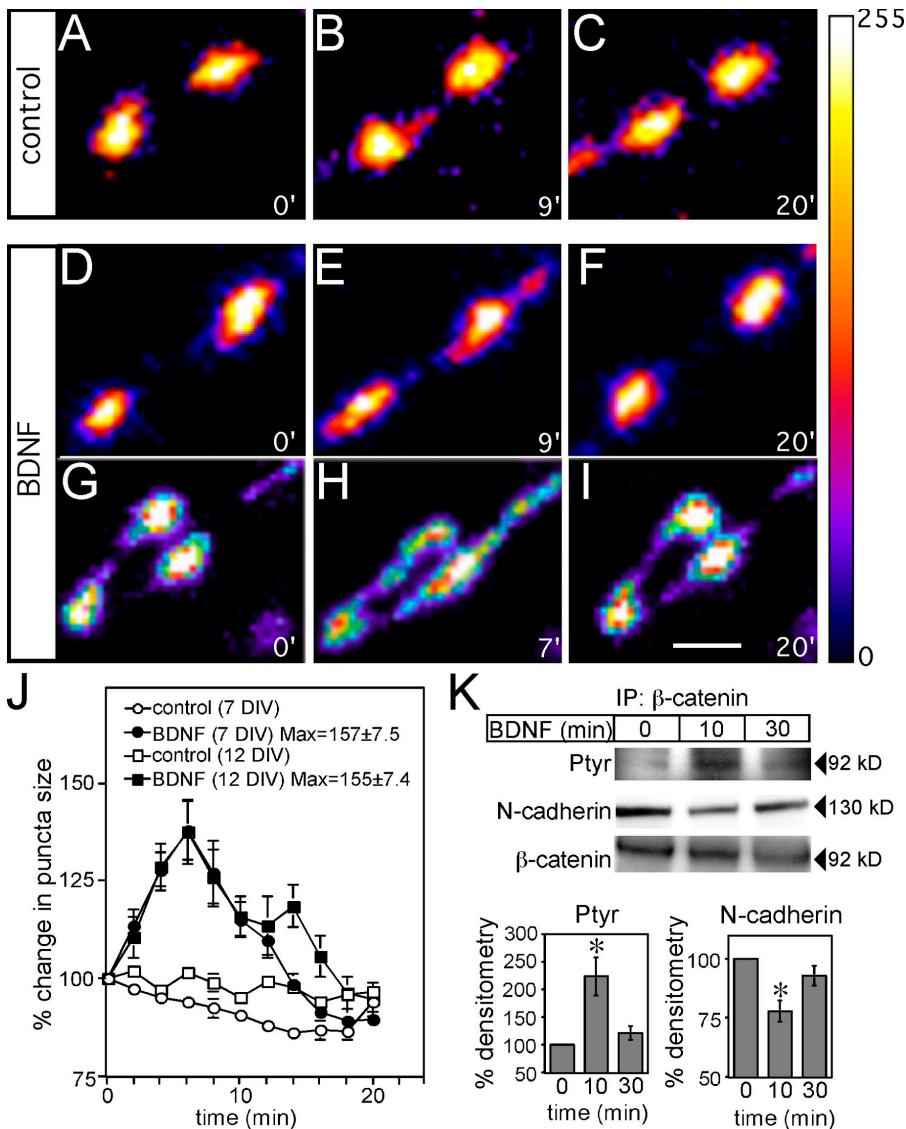 255
control
A
B
C
0'
9'
20'
BDNF
D
E
F
0'
9'
20'
G
H
I
0'
7'
20'
0
J
control (7 DIV)
BDNF (7 DIV) Max=157±7.5
control (12 DIV)
BDNF (12 DIV) Max=155±7.4
% change in puncta size
150
125
100
75
0
10
20
time (min)
K
IP: β-catenin
BDNF (min) 0 10 30
Ptyr 92 kD
N-cadherin 130 kD
β-catenin 92 kD
Ptyr
% densitometry
300
250
200
150
100
50
*
0 10 30
time (min)
N-cadherin
% densitometry
100
75
50
*
0 10 30
time (min)